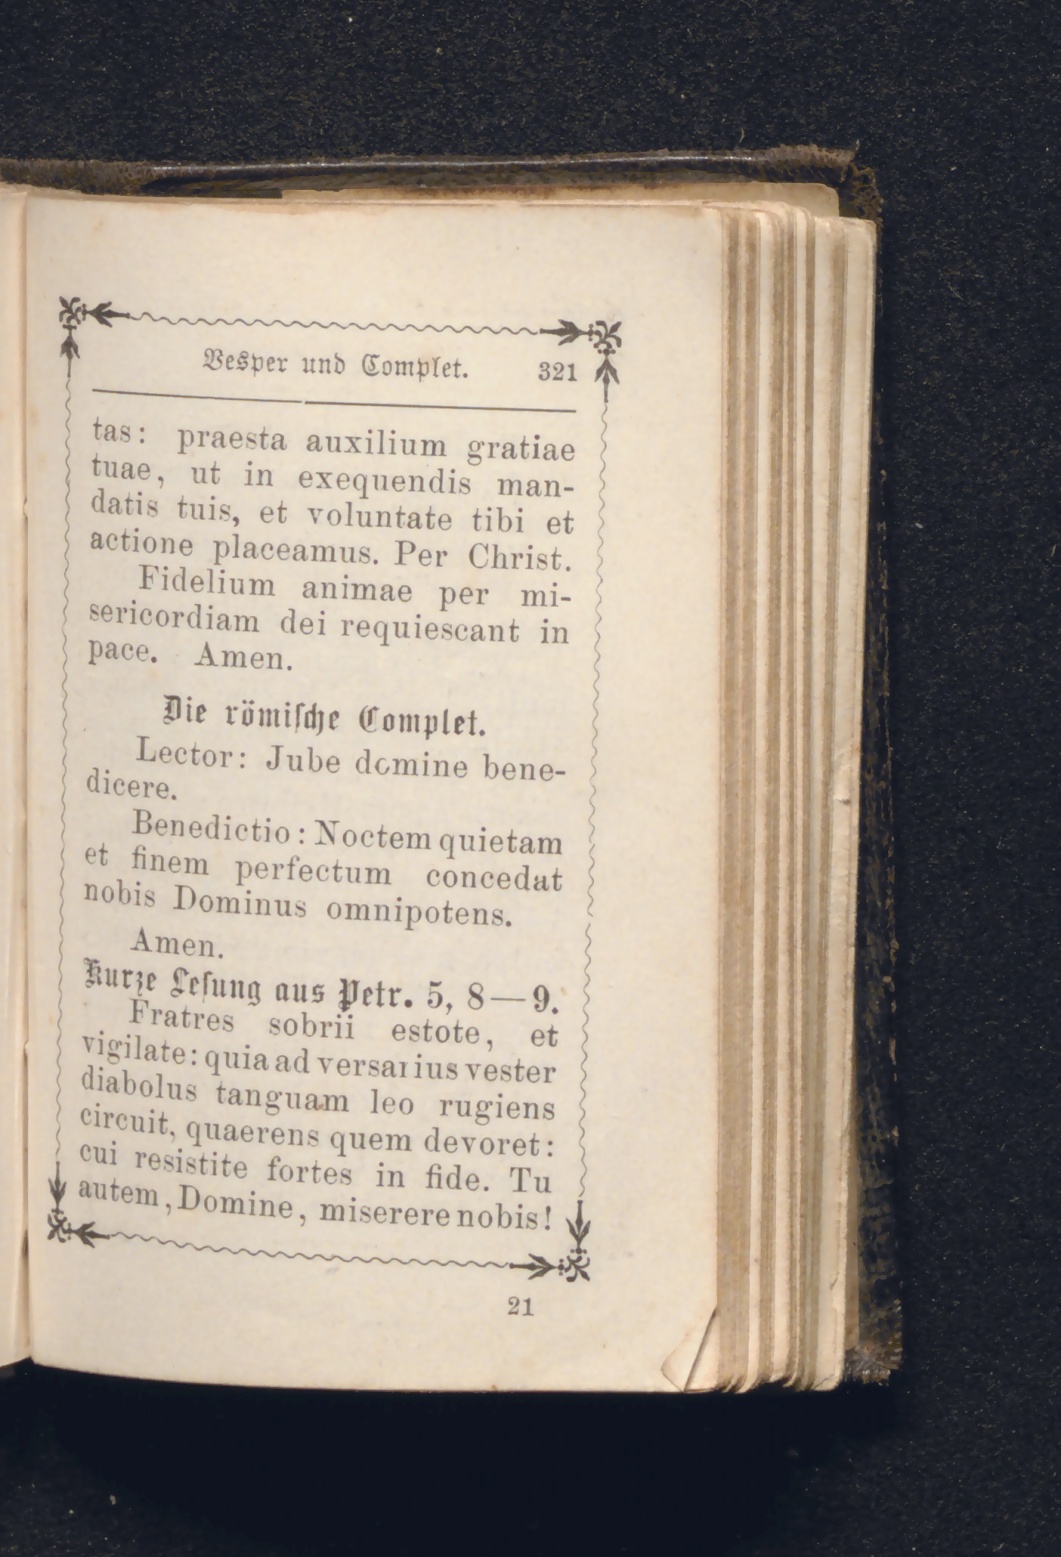 Vesper und Complet. 321
tas: praesta auxilium gratiae
tuae, ut in exequendis man-
datis tuis, et voluntate tibi et
actione placeamus. Per Christ.
Fidelium animae per mi-
sericordiam dei requiescant in
pace. Amen.
Die römiſche Complet.
Lector: Jube domine bene-
dicere.
Benedictio: Noctem quietam
et finem perfectum concedat
nobis Dominus omnipotens.
Amen.
Kurze Leſung aus Petr. 5, 8—9.
Fratres sobrii estote, et
vigilate: quia ad versarius vester
diabolus tanguam leo rugiens
circuit, quaerens quem devoret:
cui resistite fortes in fide. Tu
autem, Domine, miserere nobis!
21